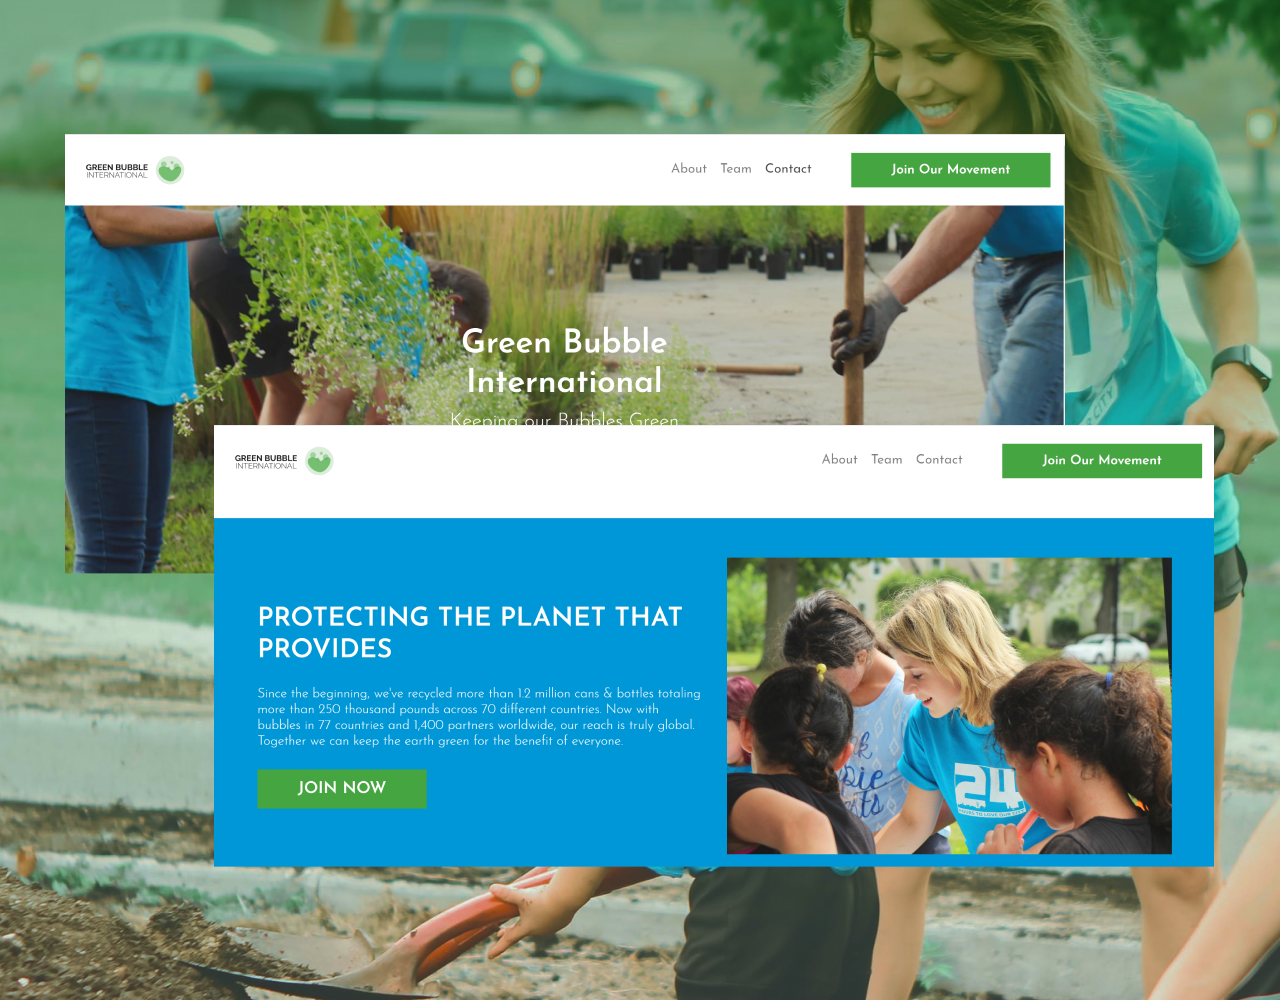 GREEN BUBBLE
INTERNATIONAL
About Team Contact
Join Our Movement
Green Bubble
International
Keeping our Bubbles Green
CITY
GREEN BUBBLE
INTERNATIONAL
About Team Contact
Join Our Movement
PROTECTING THE PLANET THAT
PROVIDES
Since the beginning, we've recycled more than 1.2 million cans & bottles totaling
more than 250 thousand pounds across 70 different countries. Now with
bubbles in 77 countries and 1,400 partners worldwide, our reach is truly global.
Together we can keep the earth green for the benefit of everyone.
JOIN NOW
24